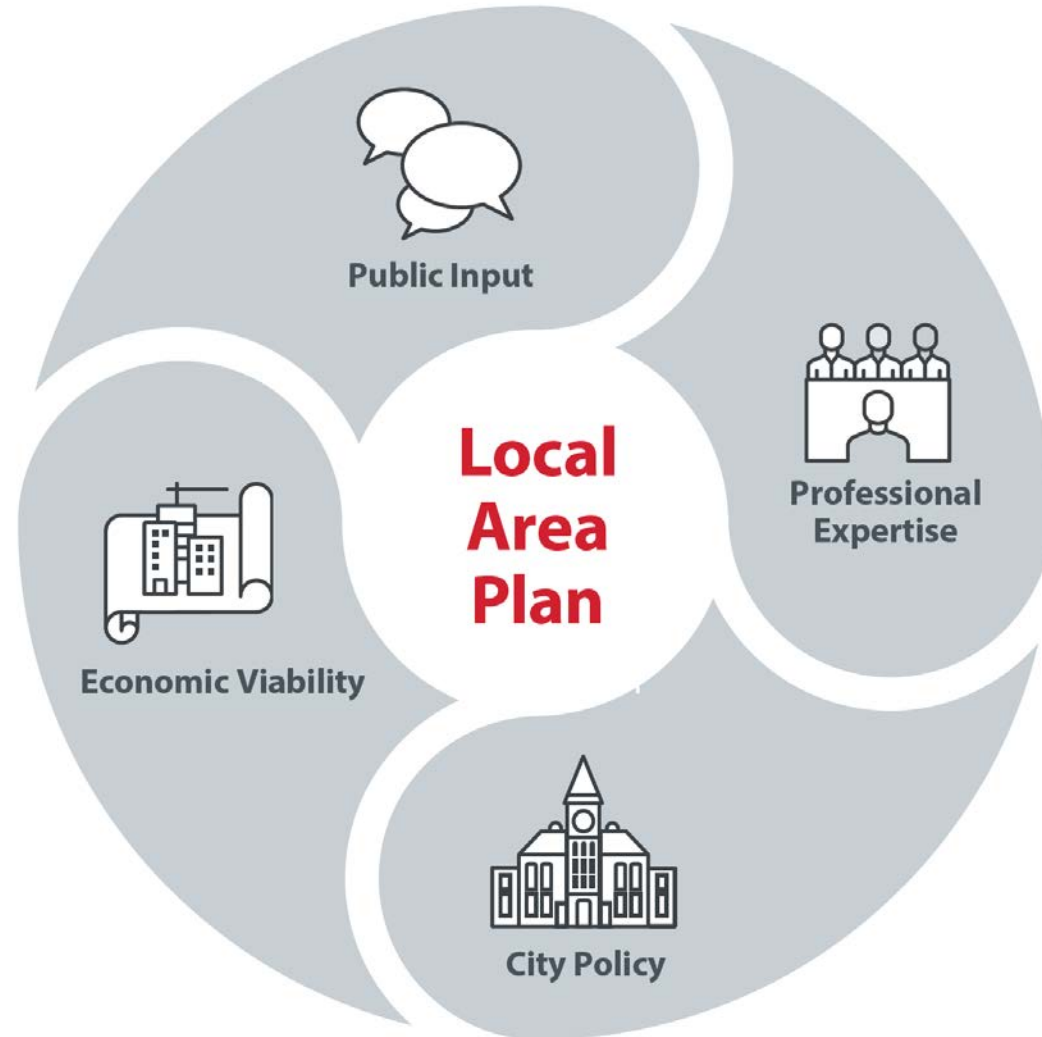 Public Input
Professional
Expertise
Local
Area
Plan
Economic Viability
City Policy